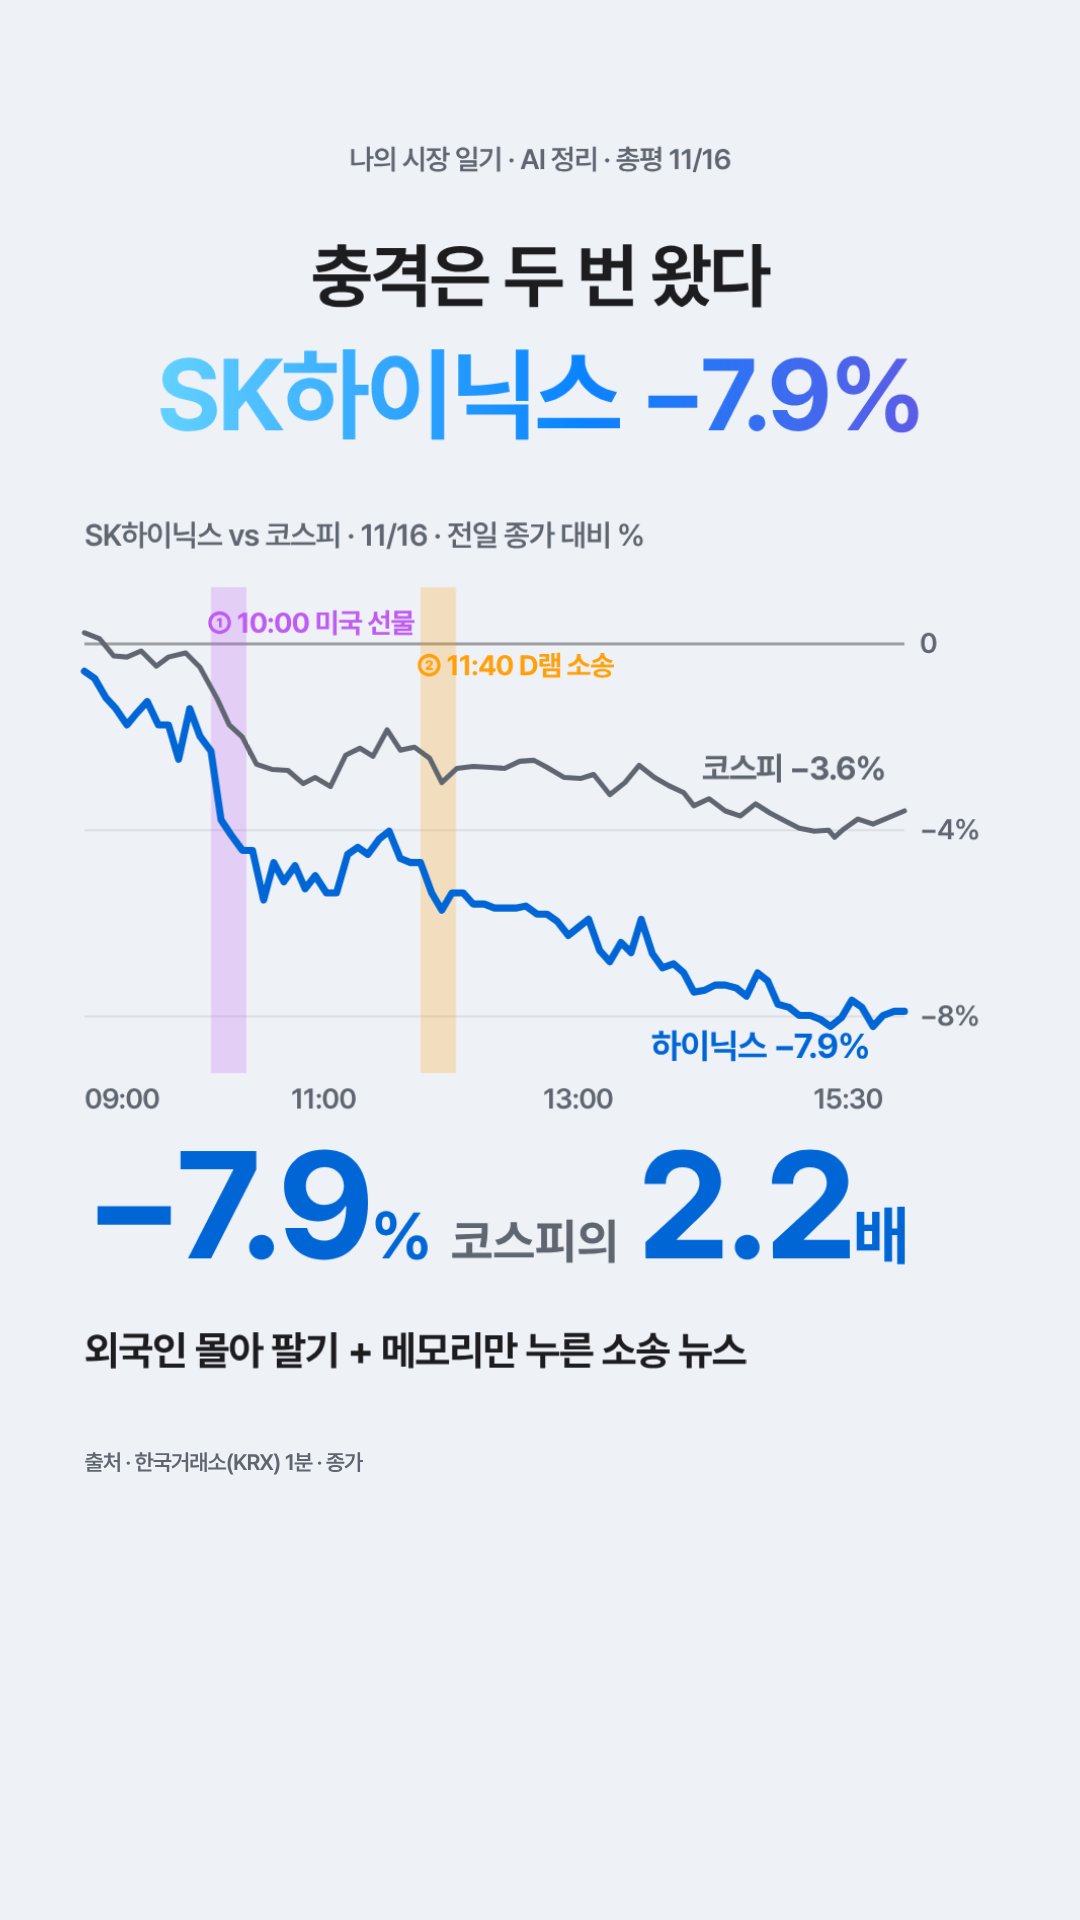 나의 시장 일기 · AI 정리 · 총평 11/16
충격은 두 번 왔다
SK하이닉스 −7.9%
SK하이닉스 vs 코스피 · 11/16 · 전일 종가 대비 %
① 10:00 미국 선물
0
② 11:40 D램 소송
코스피 −3.6%
−4%
−8%
하이닉스 −7.9%
09:00 11:00 13:00 15:30
−7.9% 코스피의 2.2배
외국인 몰아 팔기 + 메모리만 누른 소송 뉴스
출처 · 한국거래소(KRX) 1분 · 종가